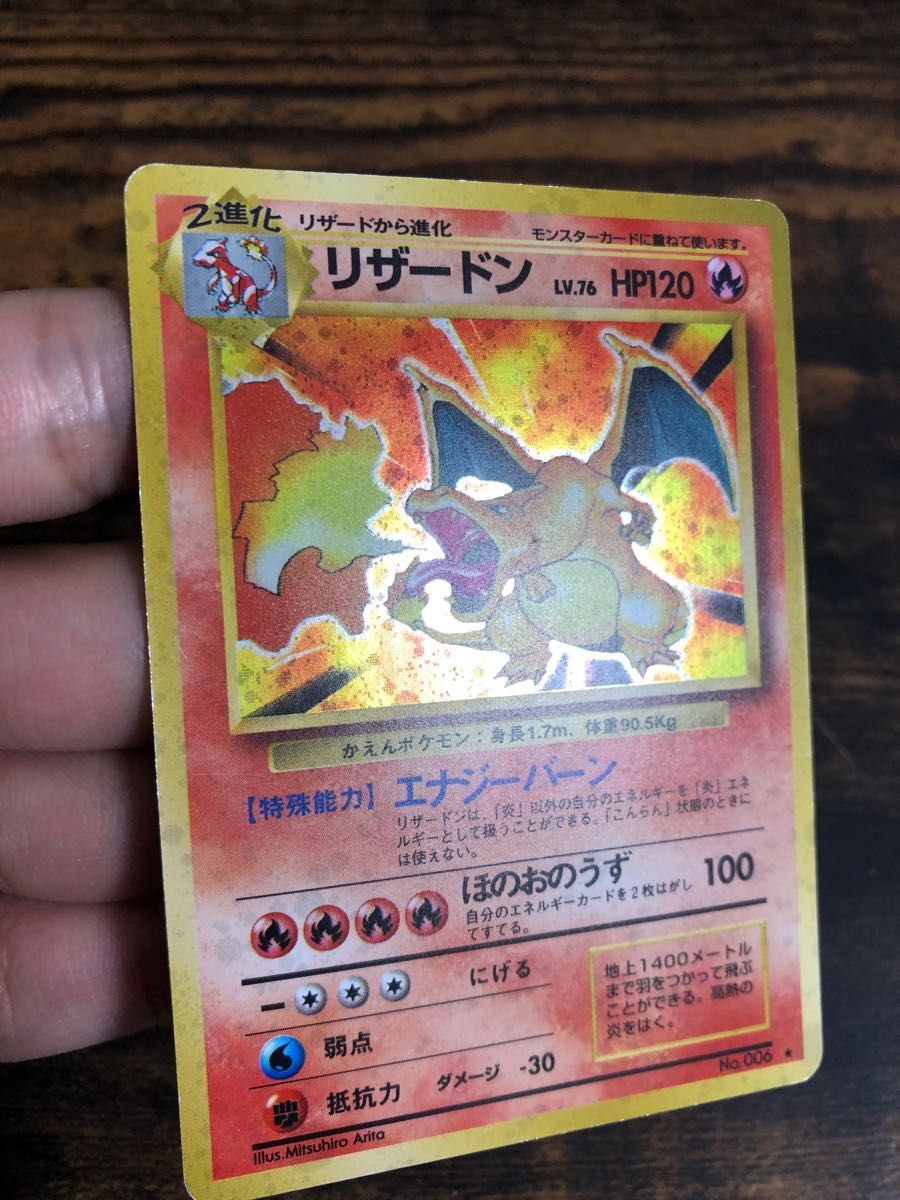 2進化
リザードから進化
モンスターカードに重ねて使います。
リザードン
LV.76 HP120
かえんポケモン：身長1.7m、体重90.5Kg
【特殊能力】エナジーバーン
リザードンは、「炎」以外の自分のエネルギーを「炎」エネ
ルギーとして扱うことができる。「こんらん」状態のときに
は使えない。
ほのおのうず 100
自分のエネルギーカードを2枚はがし
てすてる。
にげる
弱点
抵抗力 ダメージ -30
地上1400メートル
まで羽をつかって飛ぶ
ことができる。高熱の
炎をはく。
Illus.Mitsuhiro Arita
No.006 ★